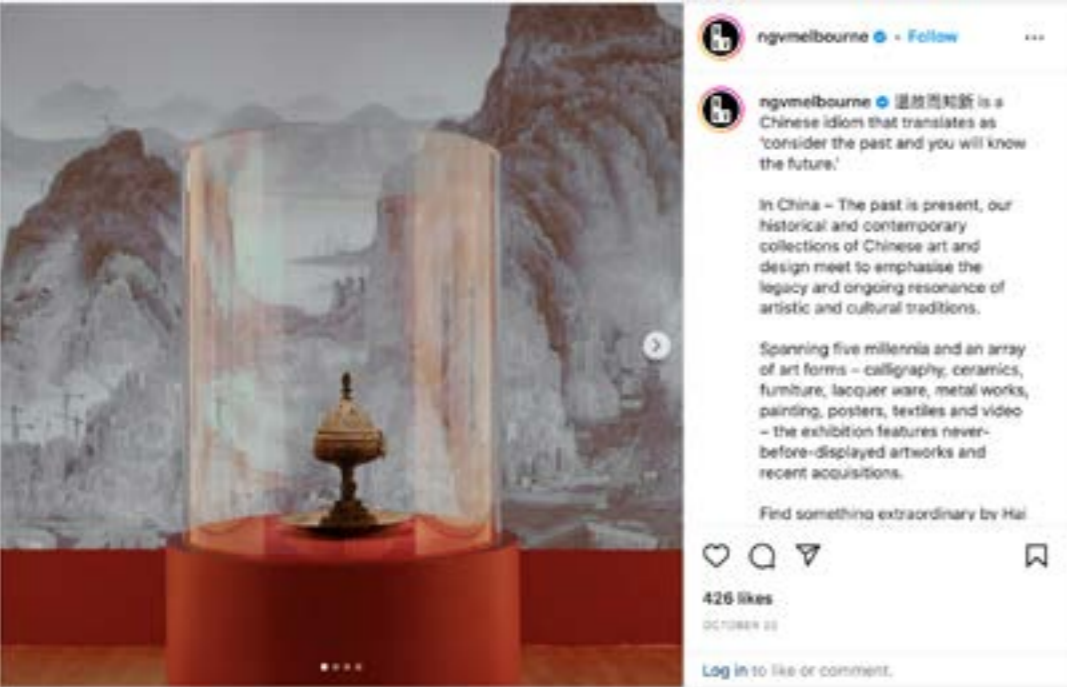 ngvmelbourne • Follow
ngvmelbourne 温故而知新 is a
Chinese idiom that translates as
'consider the past and you will know
the future.'
In China – The past is present, our
historical and contemporary
collections of Chinese art and
design meet to emphasise the
legacy and ongoing resonance of
artistic and cultural traditions.
Spanning five millennia and an array
of art forms – calligraphy, ceramics,
furniture, lacquer ware, metal works,
painting, posters, textiles and video
– the exhibition features never-
before-displayed artworks and
recent acquisitions.
Find something extraordinary by Hai
426 likes
OCTOBER
Log in to like or comment.